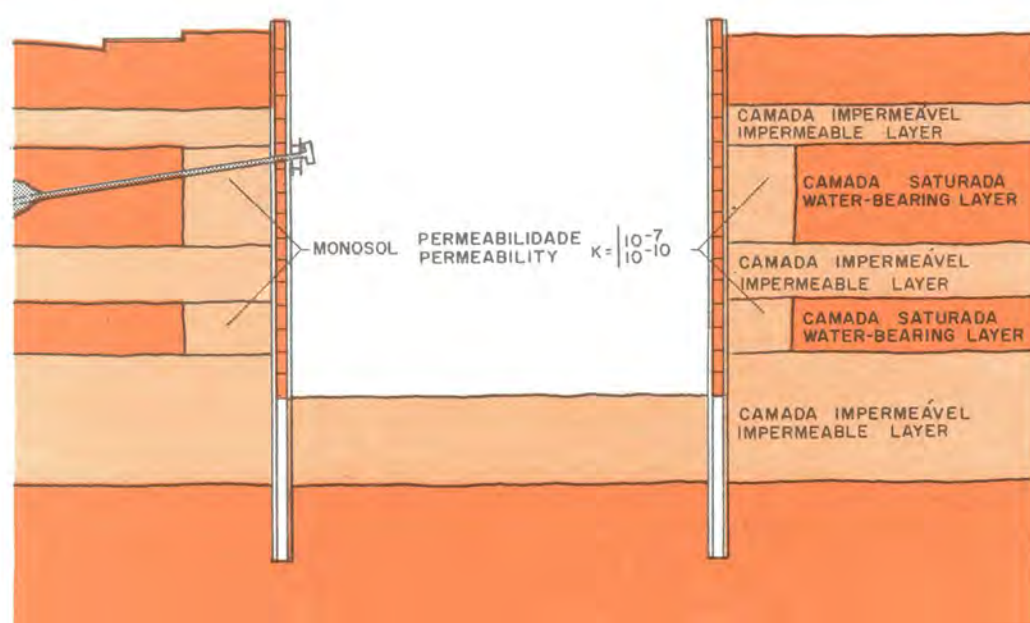 CAMADA IMPERMEÁVEL
IMPERMEABLE LAYER
CAMADA SATURADA
WATER-BEARING LAYER
MONOSOL
PERMEABILIDADE
PERMEABILITY
K = 10-7
10-10
CAMADA IMPERMEÁVEL
IMPERMEABLE LAYER
CAMADA SATURADA
WATER-BEARING LAYER
CAMADA IMPERMEÁVEL
IMPERMEABLE LAYER